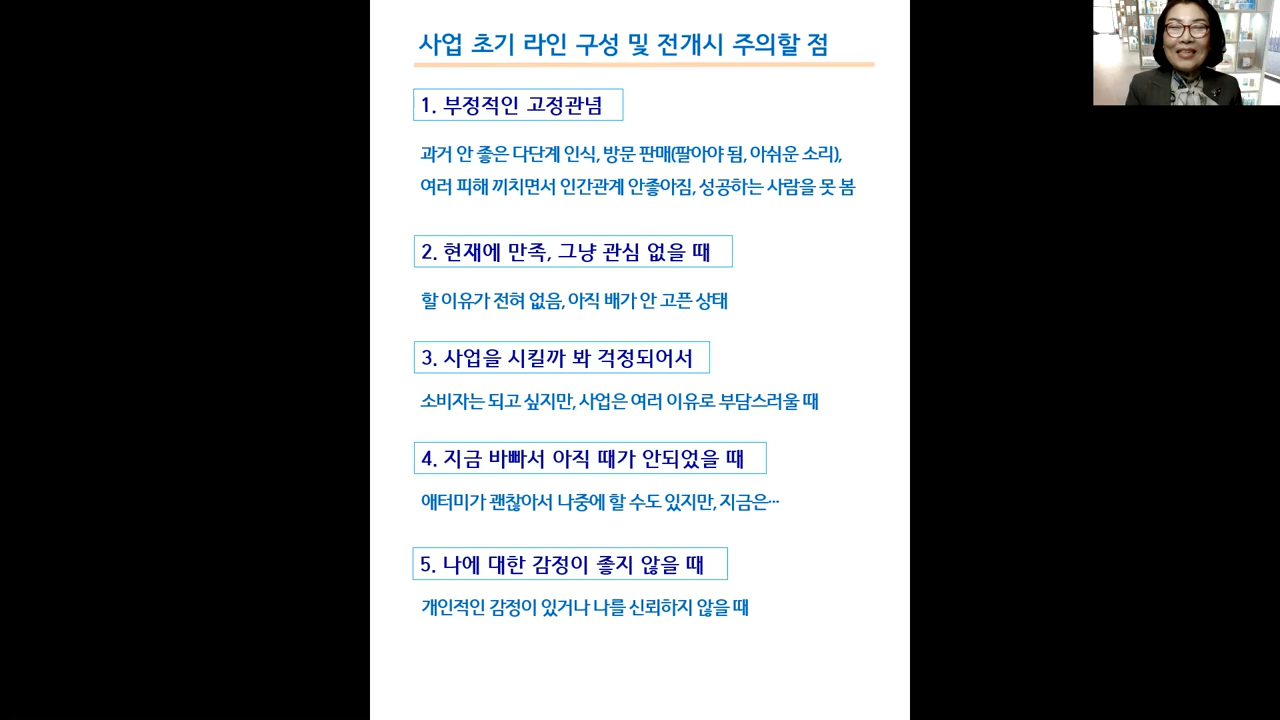 사업 초기 라인 구성 및 전개시 주의할 점
1. 부정적인 고정관념
과거 안 좋은 다단계 인식, 방문 판매(팔아야 됨, 아쉬운 소리),
여러 피해 끼치면서 인간관계 안좋아짐, 성공하는 사람을 못 봄
2. 현재에 만족, 그냥 관심 없을 때
할 이유가 전혀 없음, 아직 배가 안 고픈 상태
3. 사업을 시킬까 봐 걱정되어서
소비자는 되고 싶지만, 사업은 여러 이유로 부담스러울 때
4. 지금 바빠서 아직 때가 안되었을 때
애터미가 괜찮아서 나중에 할 수도 있지만, 지금은···
5. 나에 대한 감정이 좋지 않을 때
개인적인 감정이 있거나 나를 신뢰하지 않을 때